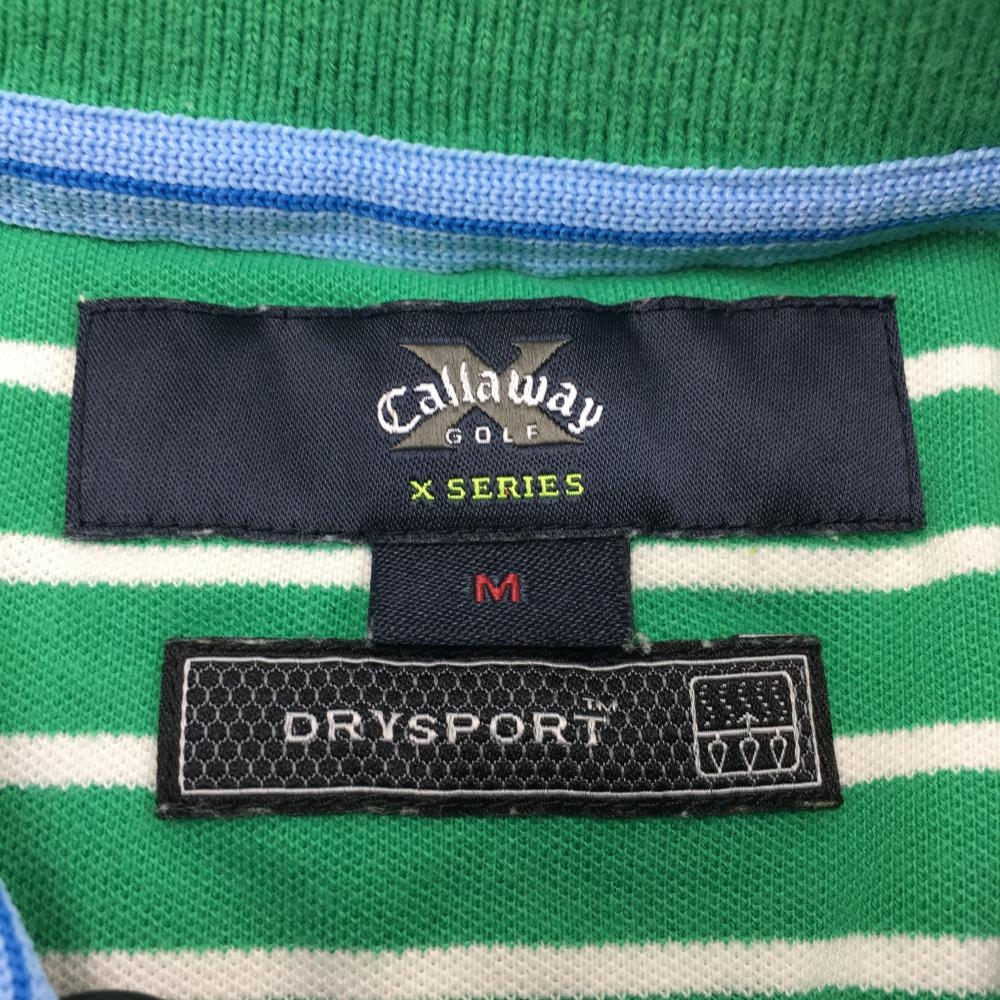 X
Callaway
GOLF
X SERIES
M
DRYSPORT™